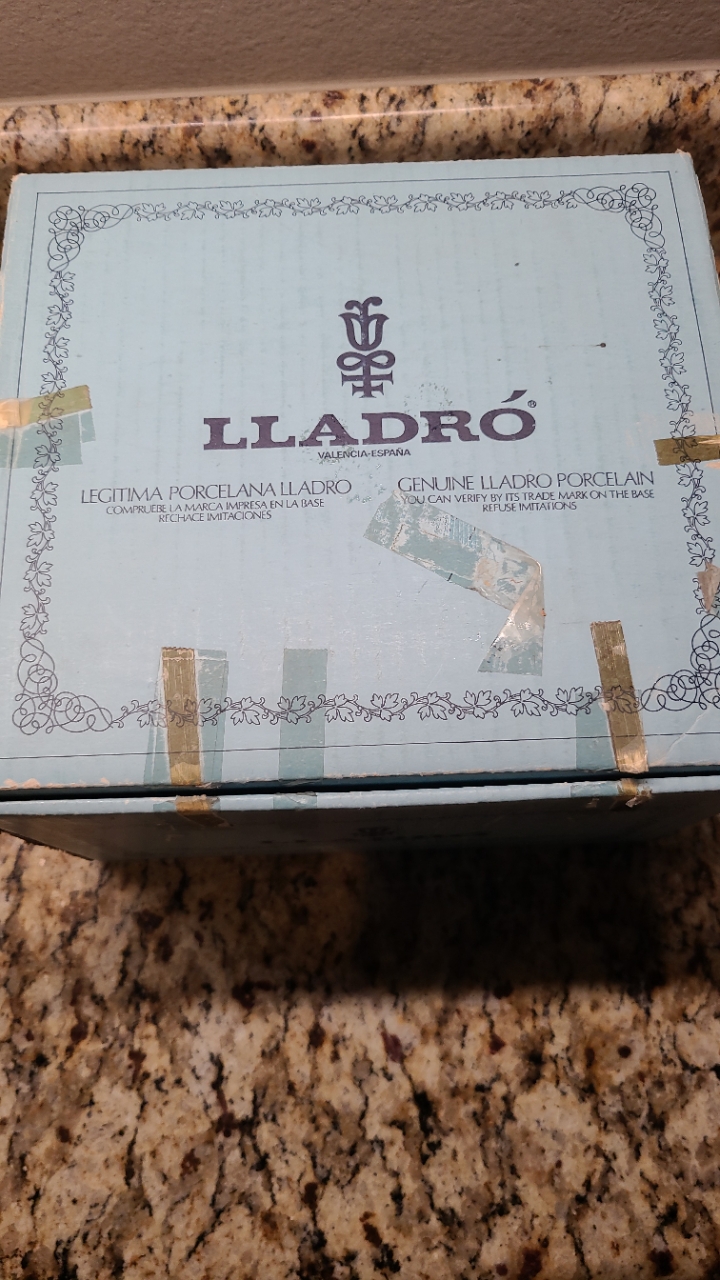 LLADRÓ®
VALENCIA-ESPAÑA
LEGITIMA PORCELANA LLADRO
COMPRUEBE LA MARCA IMPRESA EN LA BASE
RECHACE IMITACIONES
GENUINE LLADRO PORCELAIN
YOU CAN VERIFY BY ITS TRADE MARK ON THE BASE
REFUSE IMITATIONS